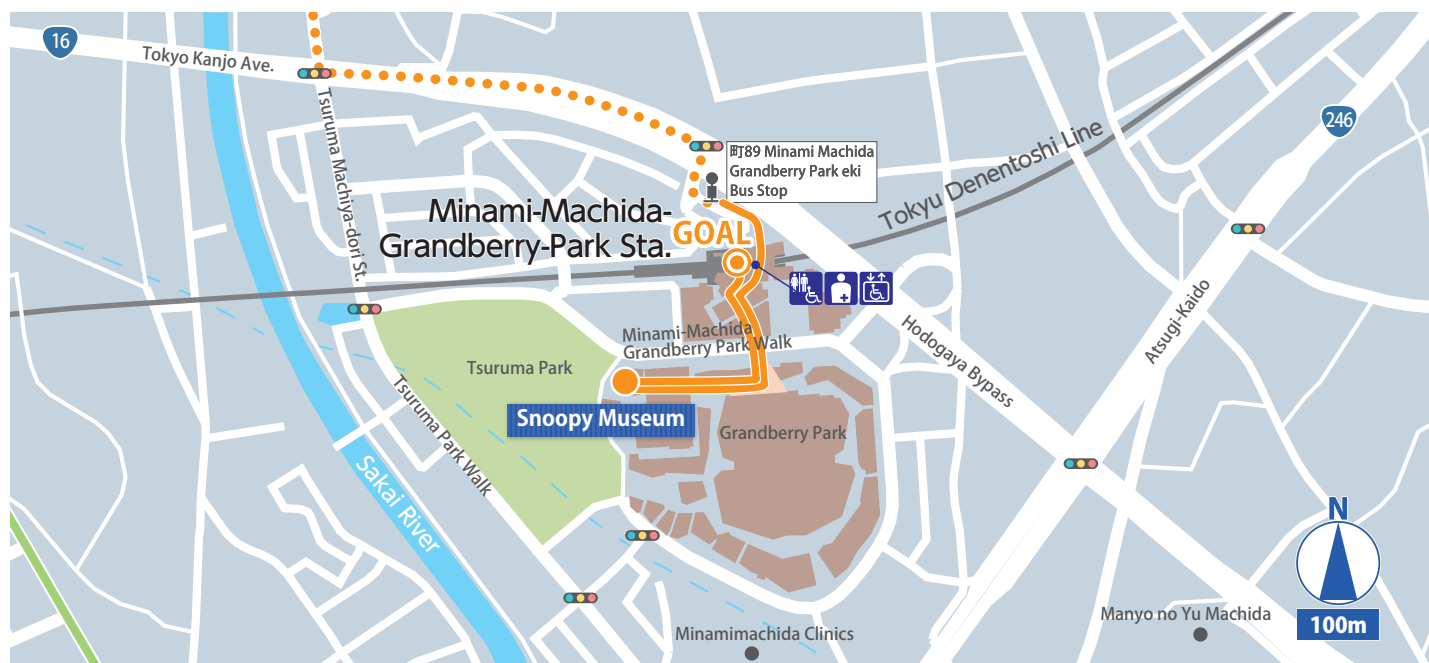 16
Tokyo Kanjo Ave.
Tsuruma Machiya-dori St.
町89 Minami Machida
Grandberry Park eki
Bus Stop
246
Tokyu Denentoshi Line
Minami-Machida-
Grandberry-Park Sta.
GOAL
Minami-Machida
Grandberry Park Walk
Hodogaya Bypass
Atsugi-Kaido
Tsuruma Park
Tsuruma Park Walk
Snoopy Museum
Grandberry Park
Sakai River
N
100m
Manyo no Yu Machida
Minamimachida Clinics